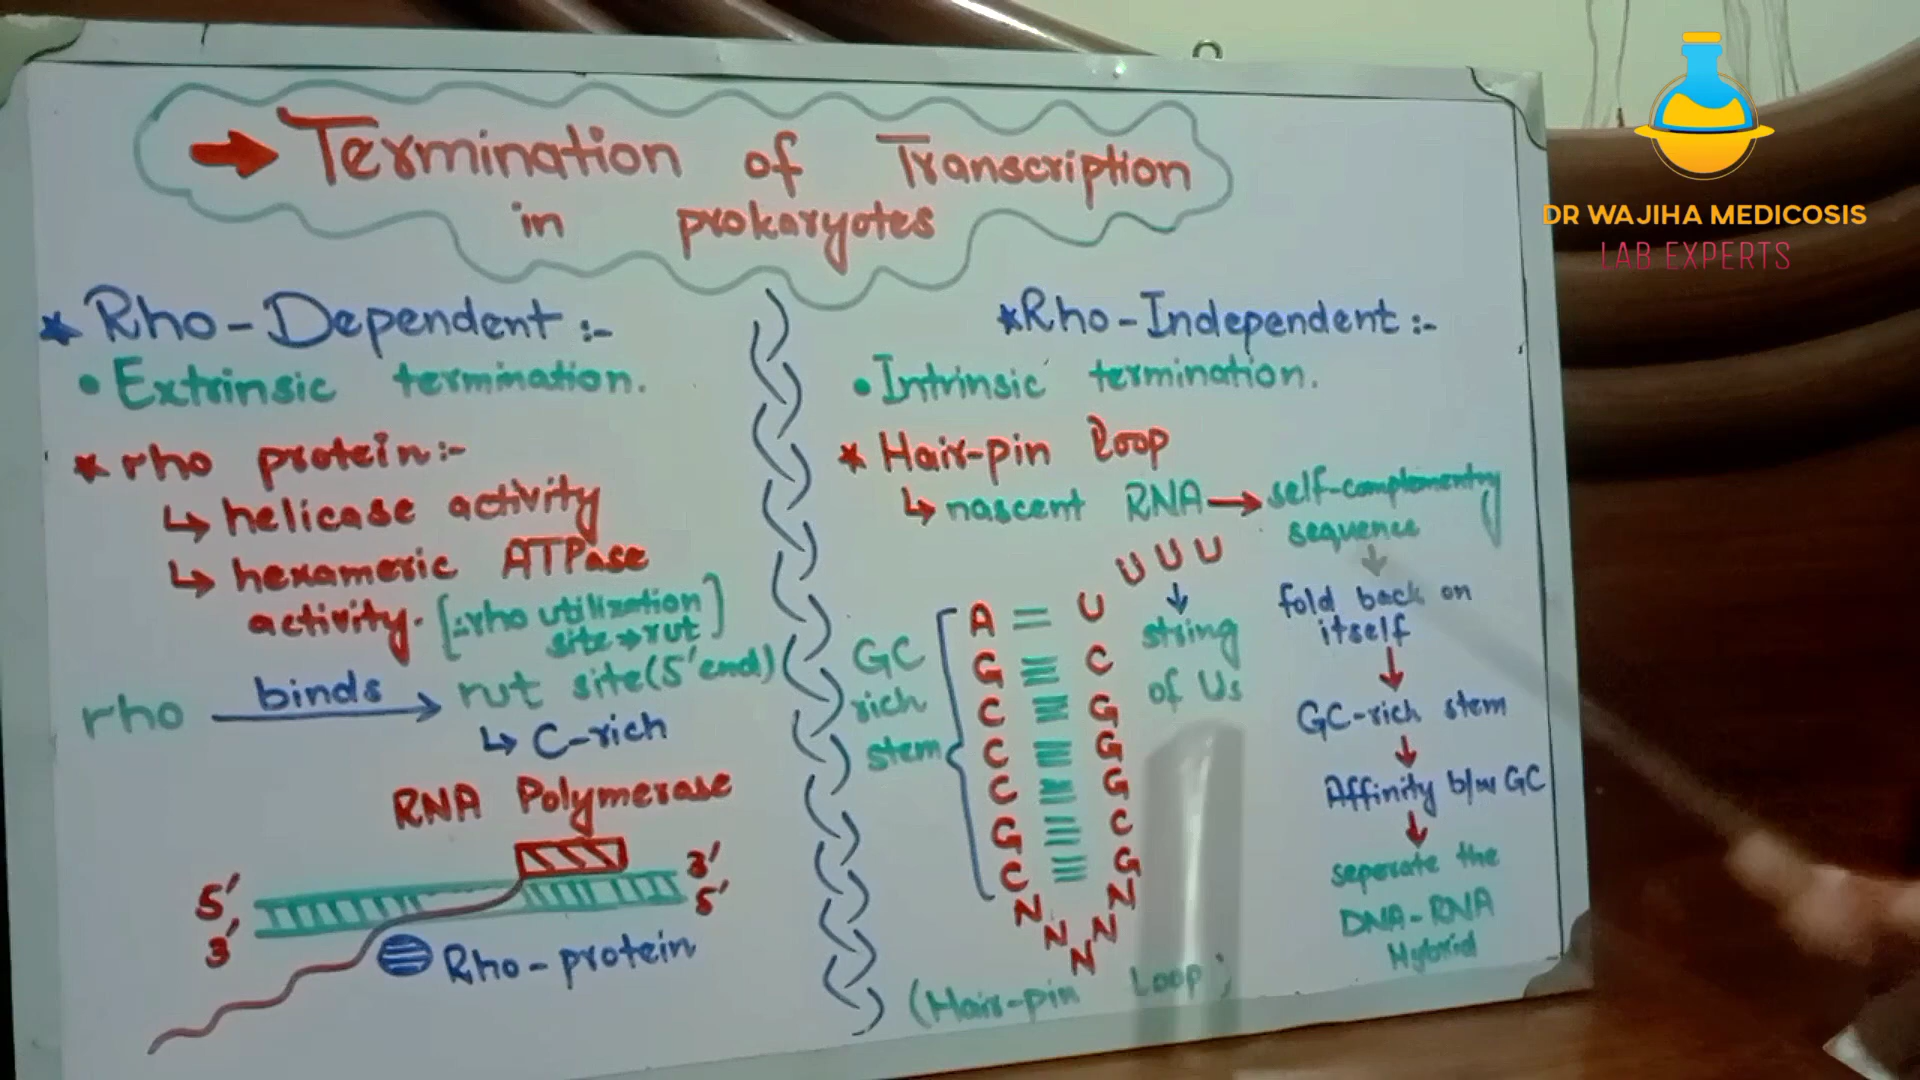 Termination of Transcription
in prokaryotes
DR WAJIHA MEDICOSIS
LAB EXPERTS
* Rho-Dependent :-
• Extrinsic termination.
* rho protein:-
↳ helicase activity
↳ hexameric ATPase
activity. [∴rho utilization
site→rut]
rho binds → rut site(5'end)
↳ C-rich
RNA Polymerase
5' 3'
3' 5'
Rho-protein
*Rho-Independent :-
• Intrinsic termination.
* Hair-pin loop
↳ nascent RNA → self-complementry
sequence
↓
fold back on
itself
↓
GC-rich stem
↓
Affinity b/w GC
↓
seperate the
DNA-RNA
Hybrid
U U U
↓
string
of Us
GC
rich
stem
A = U
G ≡ C
C ≡ G
C ≡ G
C ≡ G
G ≡ C
C ≡ G
N N
N N
N
(Hair-pin Loop)